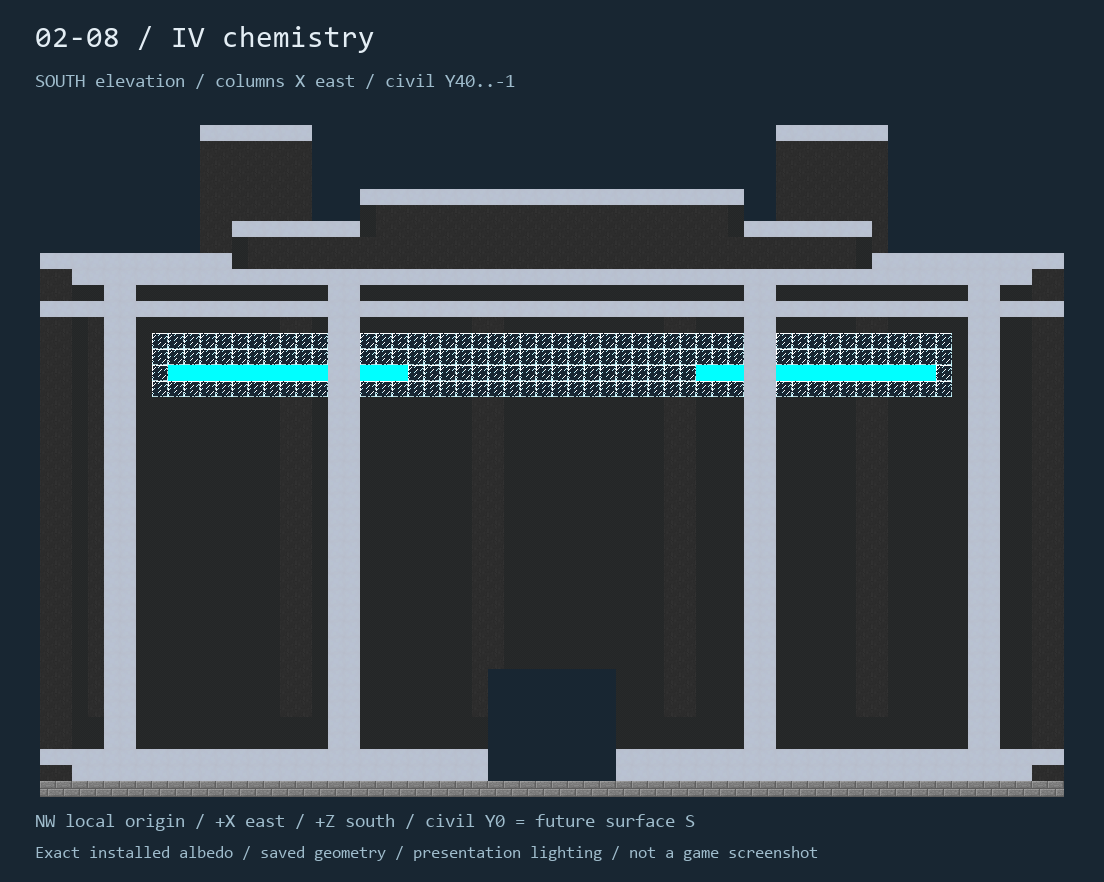 02-08 / IV chemistry
SOUTH elevation / columns X east / civil Y40..-1
NW local origin / +X east / +Z south / civil Y0 = future surface S
Exact installed albedo / saved geometry / presentation lighting / not a game screenshot